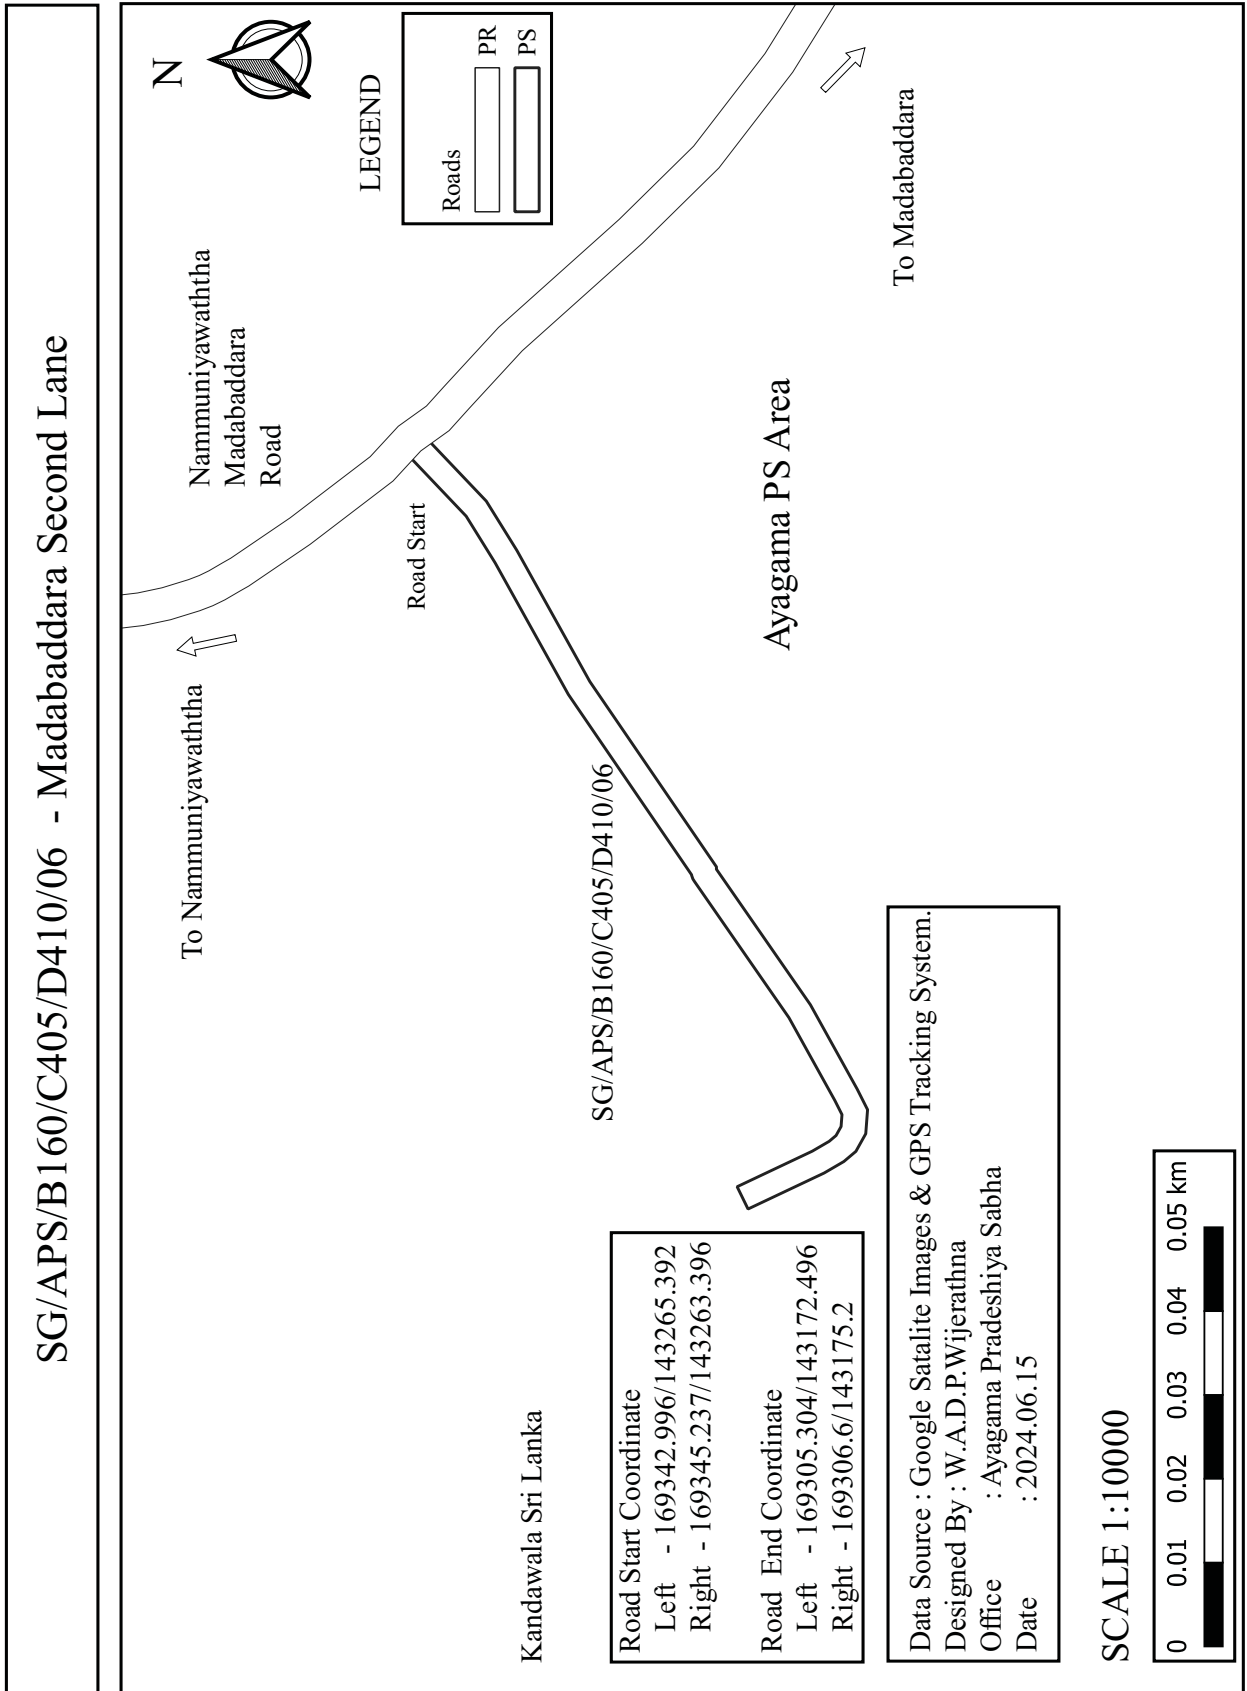 SG/APS/B160/C405/D410/06 - Madabaddara Second Lane
N
To Nammuniyawaththa
Nammuniyawaththa
Madabaddara
Road
LEGEND
Roads
PR
PS
Road Start
Kandawala Sri Lanka
SG/APS/B160/C405/D410/06
Road Start Coordinate
Left - 169342.996/143265.392
Right - 169345.237/143263.396
Road End Coordinate
Left - 169305.304/143172.496
Right - 169306.6/143175.2
Ayagama PS Area
To Madabaddara
Data Source : Google Satalite Images & GPS Tracking System.
Designed By : W.A.D.P.Wijerathna
Office : Ayagama Pradeshiya Sabha
Date : 2024.06.15
SCALE 1:10000
0 0.01 0.02 0.03 0.04 0.05 km